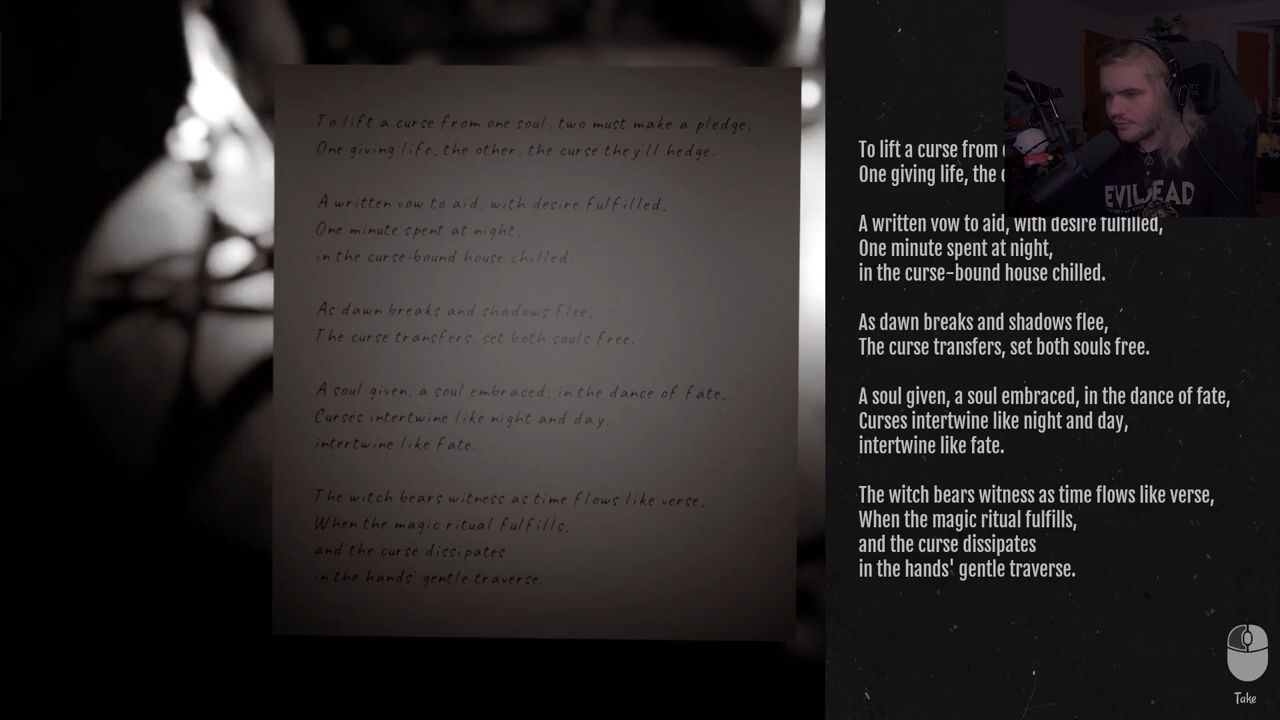 To lift a curse from one soul, two must make a pledge,
One giving life, the other, the curse they'll hedge.
A written vow to aid, with desire fulfilled,
One minute spent at night,
in the curse-bound house chilled.
As dawn breaks and shadows flee,
The curse transfers, set both souls free.
A soul given, a soul embraced, in the dance of fate,
Curses intertwine like night and day,
intertwine like fate.
The witch bears witness as time flows like verse,
When the magic ritual fulfills,
and the curse dissipates
in the hands' gentle traverse.
To lift a curse from
One giving life, the
A written vow to aid, with desire fulfilled,
One minute spent at night,
in the curse-bound house chilled.
As dawn breaks and shadows flee,
The curse transfers, set both souls free.
A soul given, a soul embraced, in the dance of fate,
Curses intertwine like night and day,
intertwine like fate.
The witch bears witness as time flows like verse,
When the magic ritual fulfills,
and the curse dissipates
in the hands' gentle traverse.
EVIL DEAD
Take